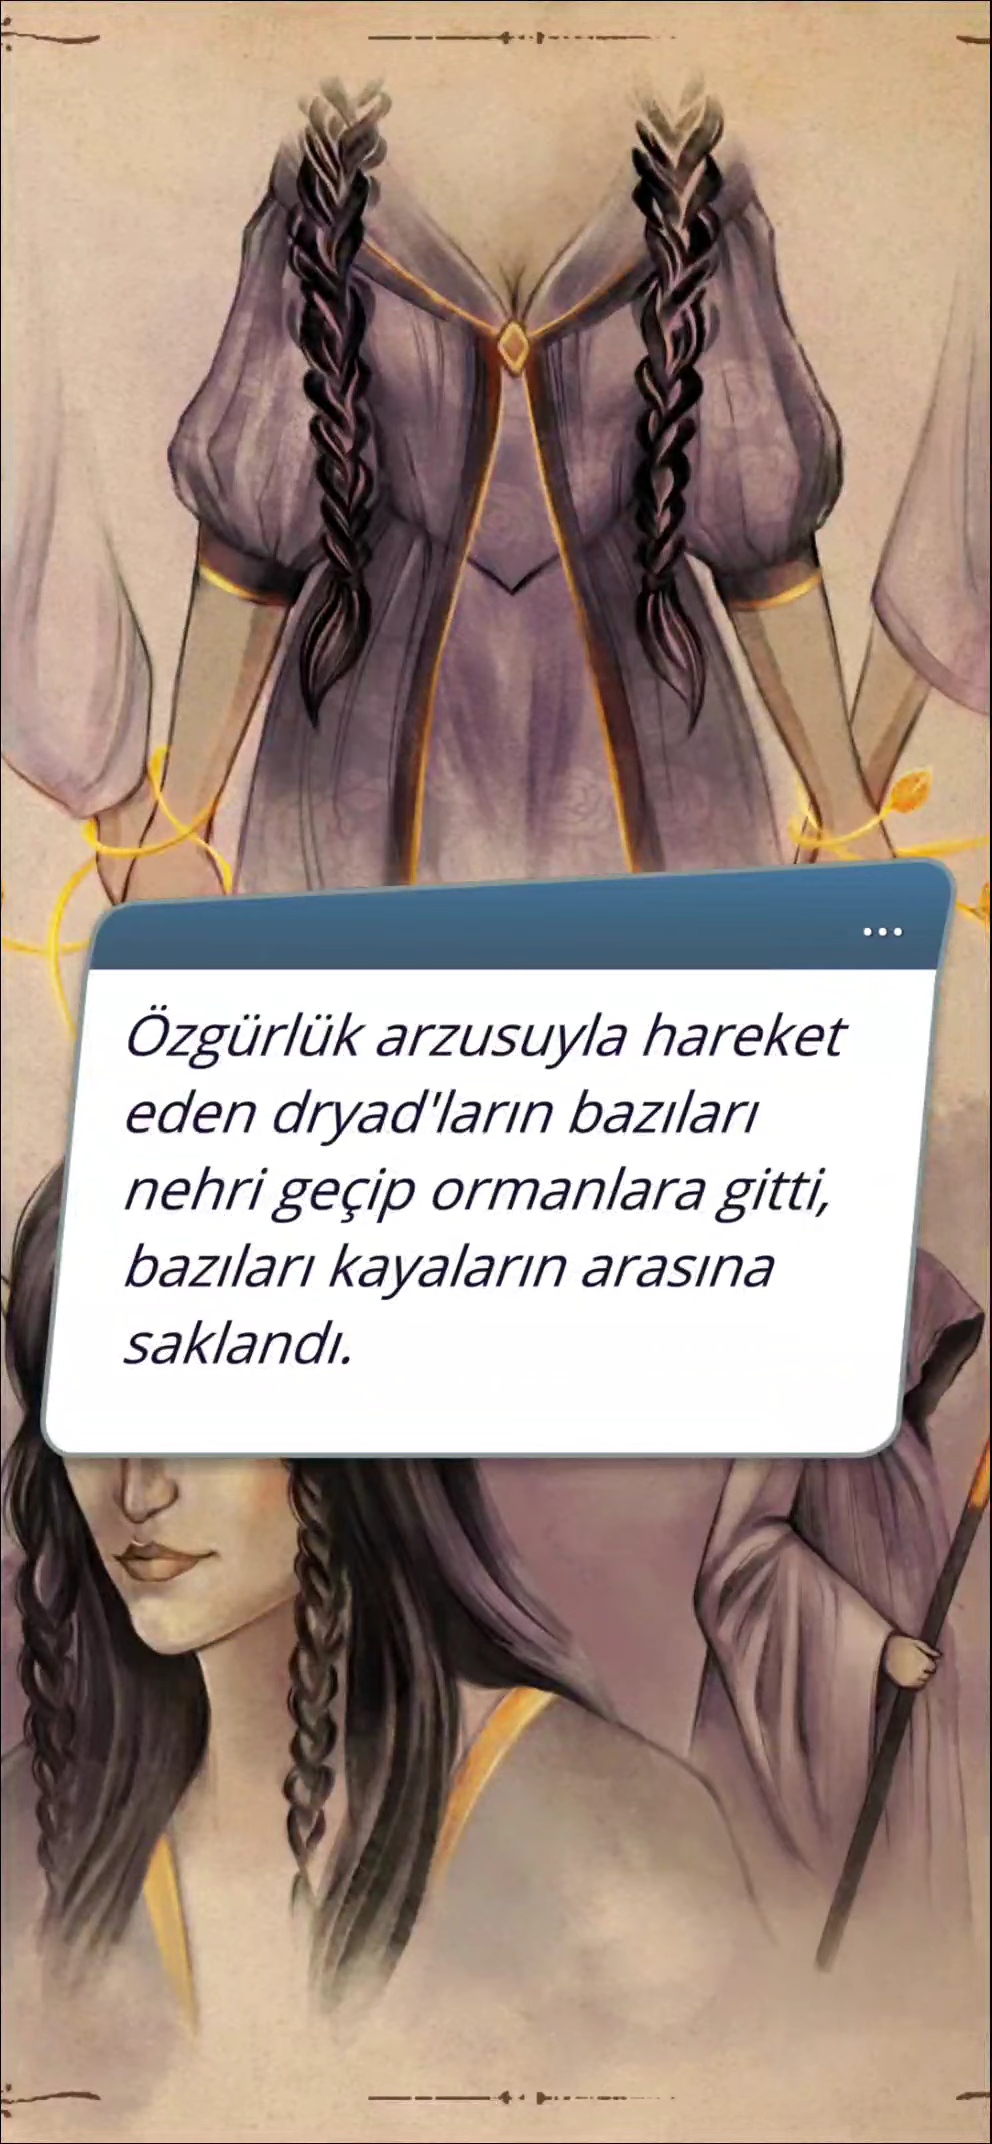 Özgürlük arzusuyla hareket
eden dryad'ların bazıları
nehri geçip ormanlara gitti,
bazıları kayaların arasına
saklandı.